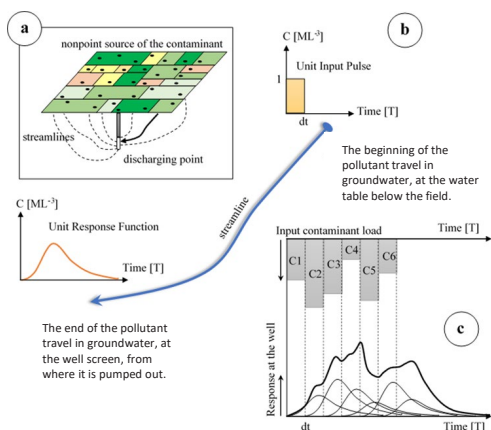 a
nonpoint source of the contaminant
streamlines
discharging point
b
C [ML⁻³]
Unit Input Pulse
1
Time [T]
dt
The beginning of the
pollutant travel in
groundwater, at the water
table below the field.
streamline
C [ML⁻³]
Unit Response Function
Time [T]
The end of the pollutant
travel in groundwater, at
the well screen, from
where it is pumped out.
Input contaminant load
Time [T]
C1
C2
C3
C4
C5
C6
c
Response at the well
dt
Time [T]